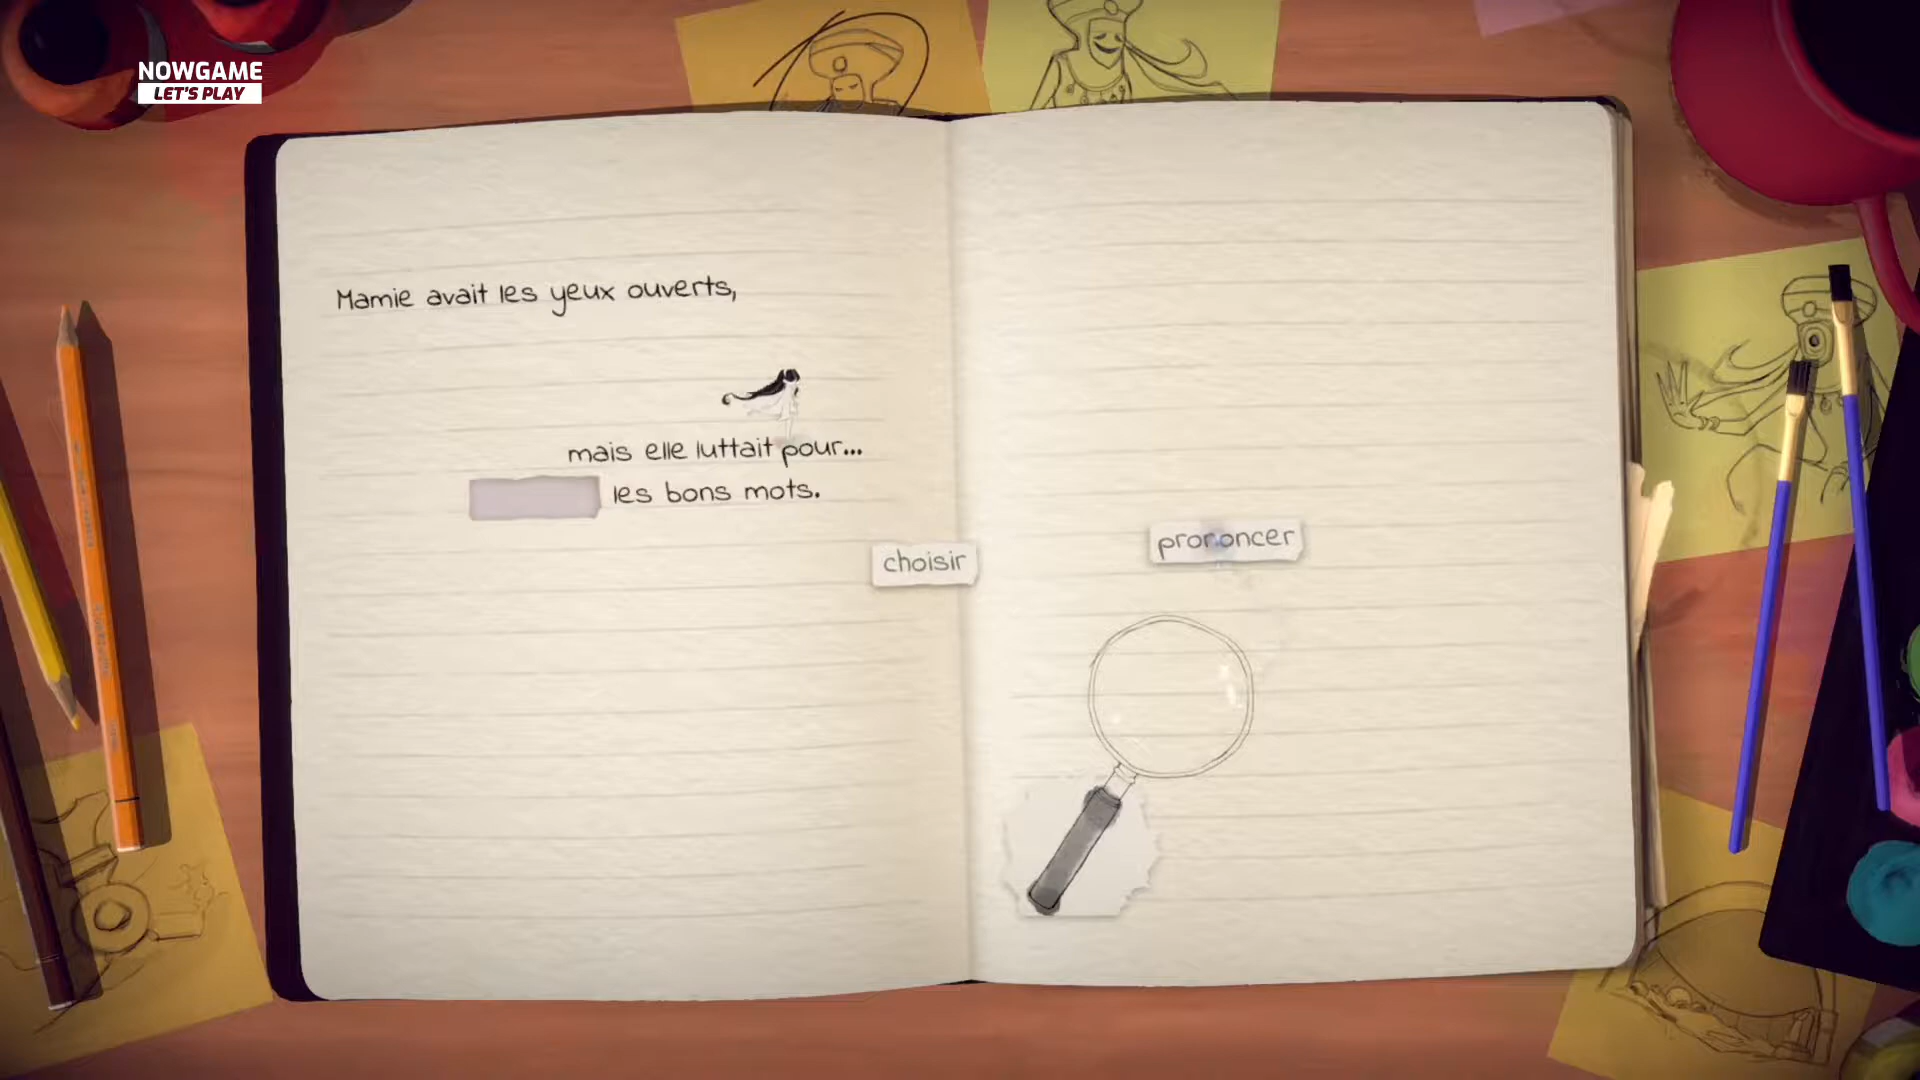 NOWGAME
LET'S PLAY
Mamie avait les yeux ouverts,
mais elle luttait pour...
les bons mots.
choisir
prononcer